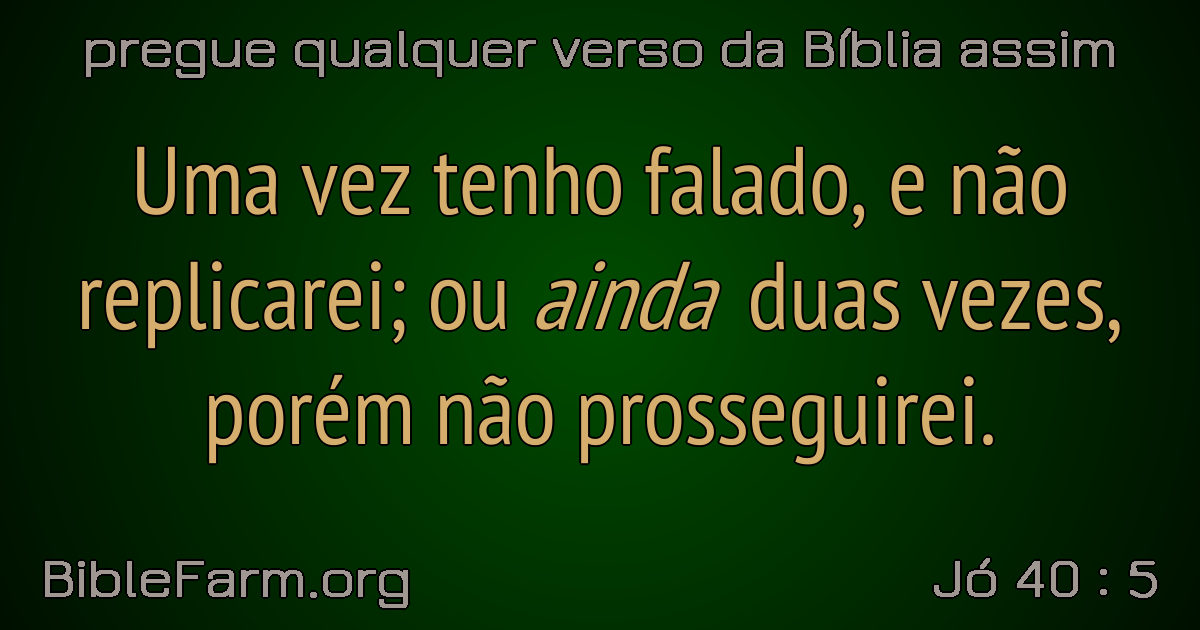 pregue qualquer verso da Bíblia assim
Uma vez tenho falado, e não
replicarei; ou ainda duas vezes,
porém não prosseguirei.
BibleFarm.org
Jó 40 : 5